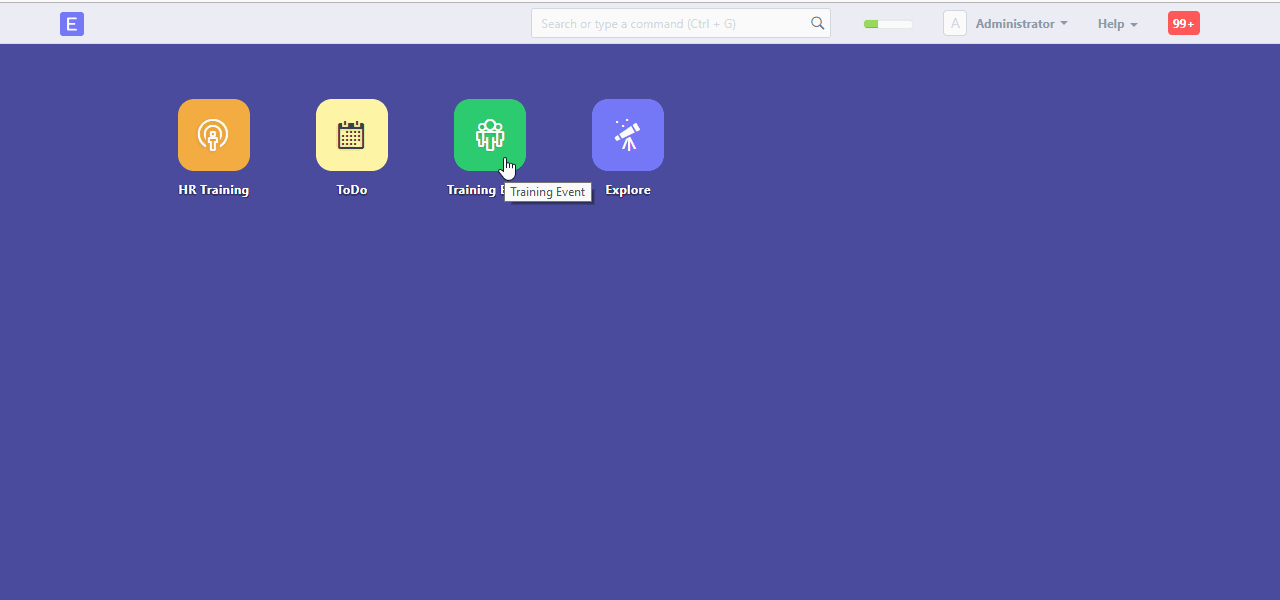 E
Search or type a command (Ctrl + G)
A Administrator
Help
99+
HR Training
ToDo
Training
Explore
Training Event